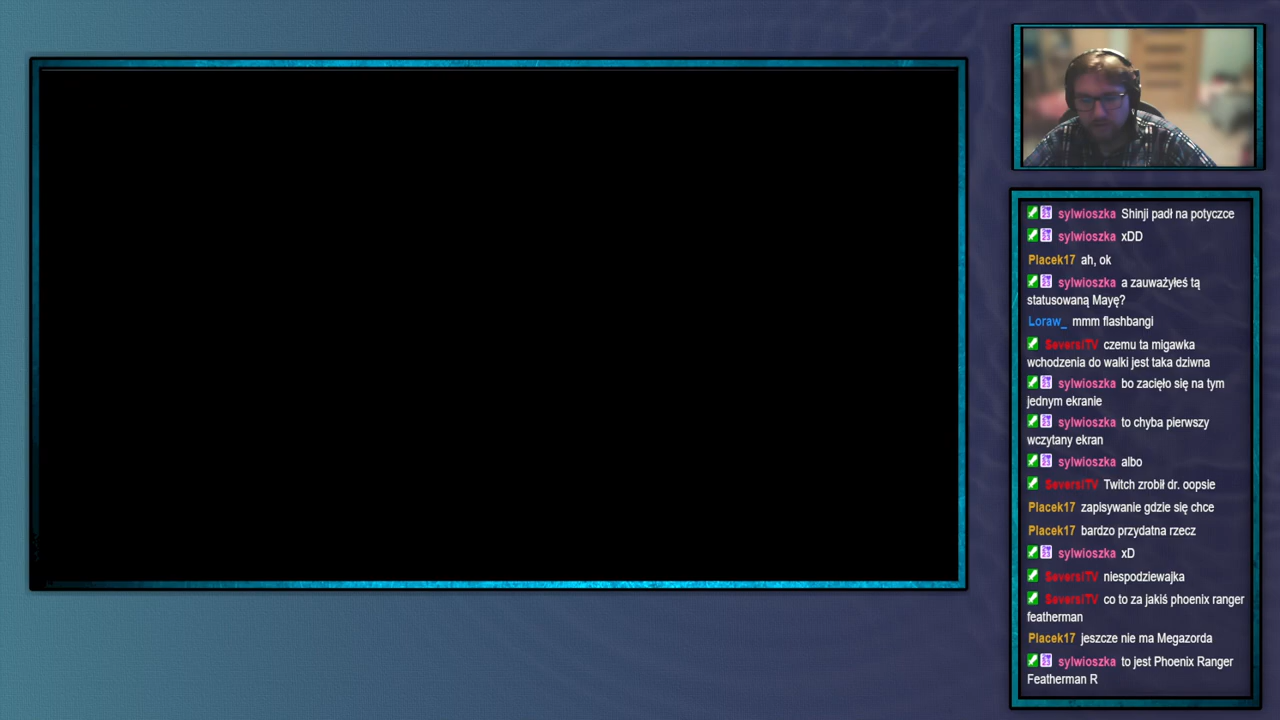 sylwioszka Shinji padł na potyczce
sylwioszka xDD
Placek17 ah, ok
sylwioszka a zauważyłeś tą
statusowaną Mayę?
Loraw_ mmm flashbangi
SeversITV czemu ta migawka
wchodzenia do walki jest taka dziwna
sylwioszka bo zacięło się na tym
jednym ekranie
sylwioszka to chyba pierwszy
wczytany ekran
sylwioszka albo
SeversITV Twitch zrobił dr. oopsie
Placek17 zapisywanie gdzie się chce
Placek17 bardzo przydatna rzecz
sylwioszka xD
SeversITV niespodziewajka
SeversITV co to za jakiś phoenix ranger
featherman
Placek17 jeszcze nie ma Megazorda
sylwioszka to jest Phoenix Ranger
Featherman R